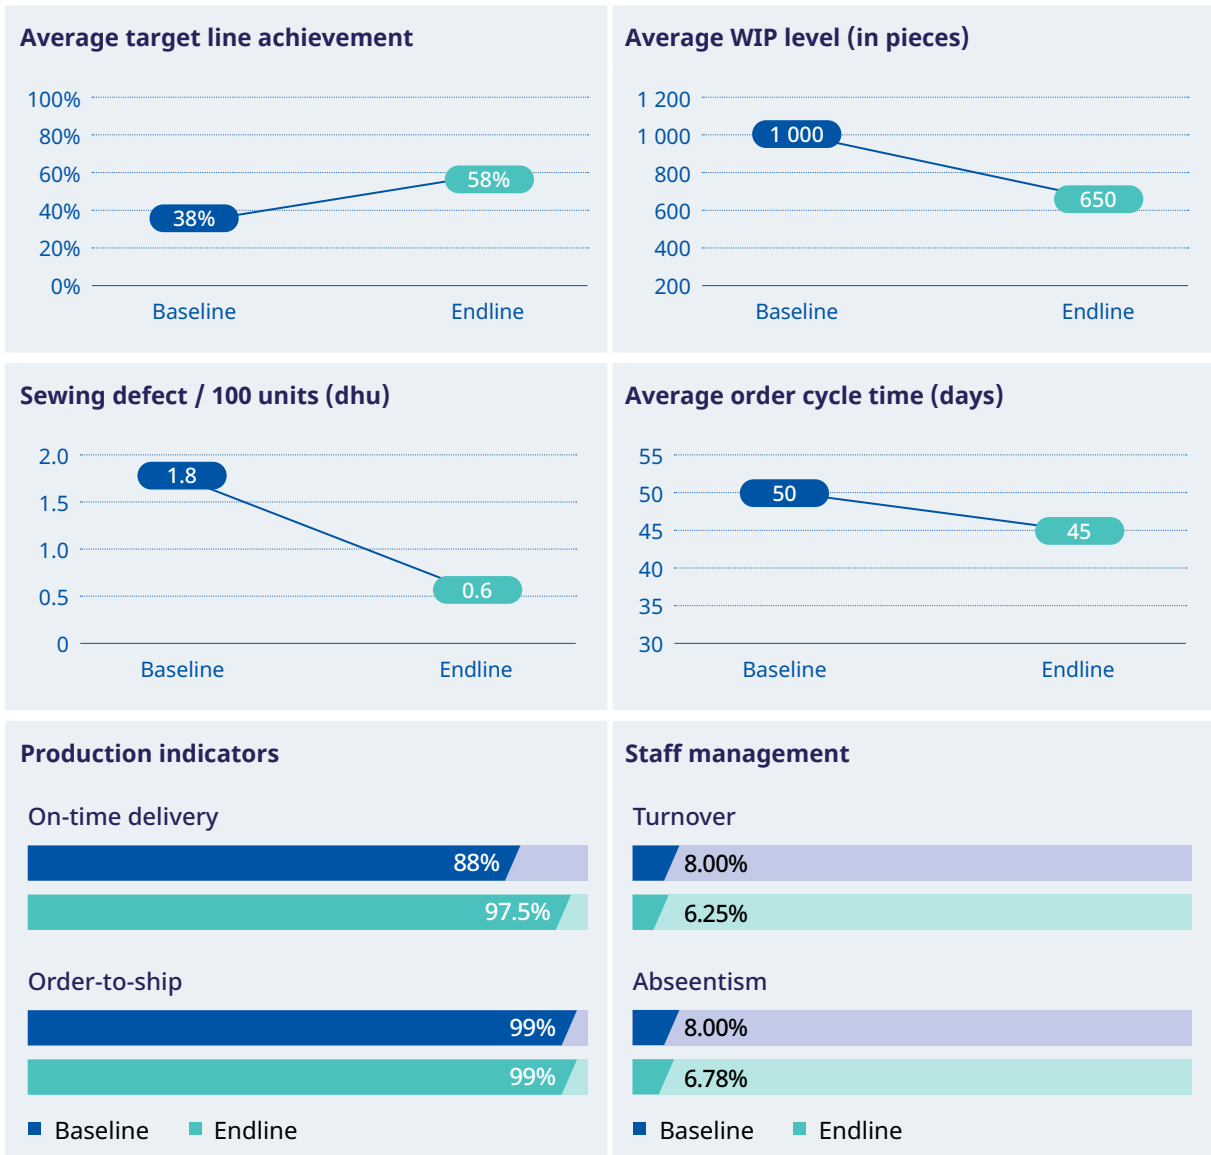 Average target line achievement
100%
80%
60%
40%
20%
0%
38%
58%
Baseline
Endline
Average WIP level (in pieces)
1 200
1 000
800
600
400
200
1 000
650
Baseline
Endline
Sewing defect / 100 units (dhu)
2.0
1.5
1.0
0.5
0
1.8
0.6
Baseline
Endline
Average order cycle time (days)
55
50
45
40
35
30
50
45
Baseline
Endline
Production indicators
On-time delivery
88%
97.5%
Order-to-ship
99%
99%
Baseline
Endline
Staff management
Turnover
8.00%
6.25%
Abseentism
8.00%
6.78%
Baseline
Endline